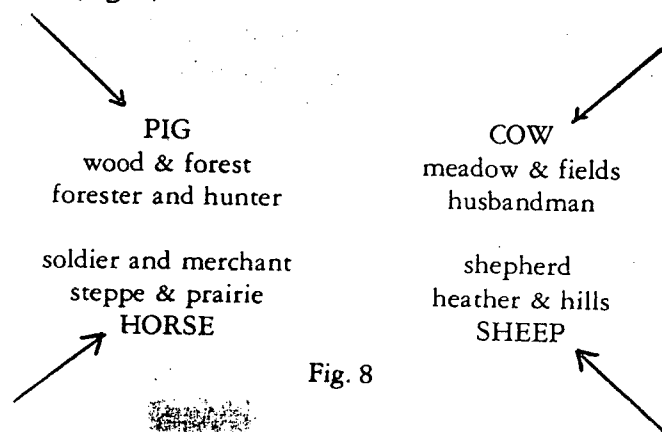 PIG
wood & forest
forester and hunter
COW
meadow & fields
husbandman
soldier and merchant
steppe & prairie
HORSE
shepherd
heather & hills
SHEEP
Fig. 8